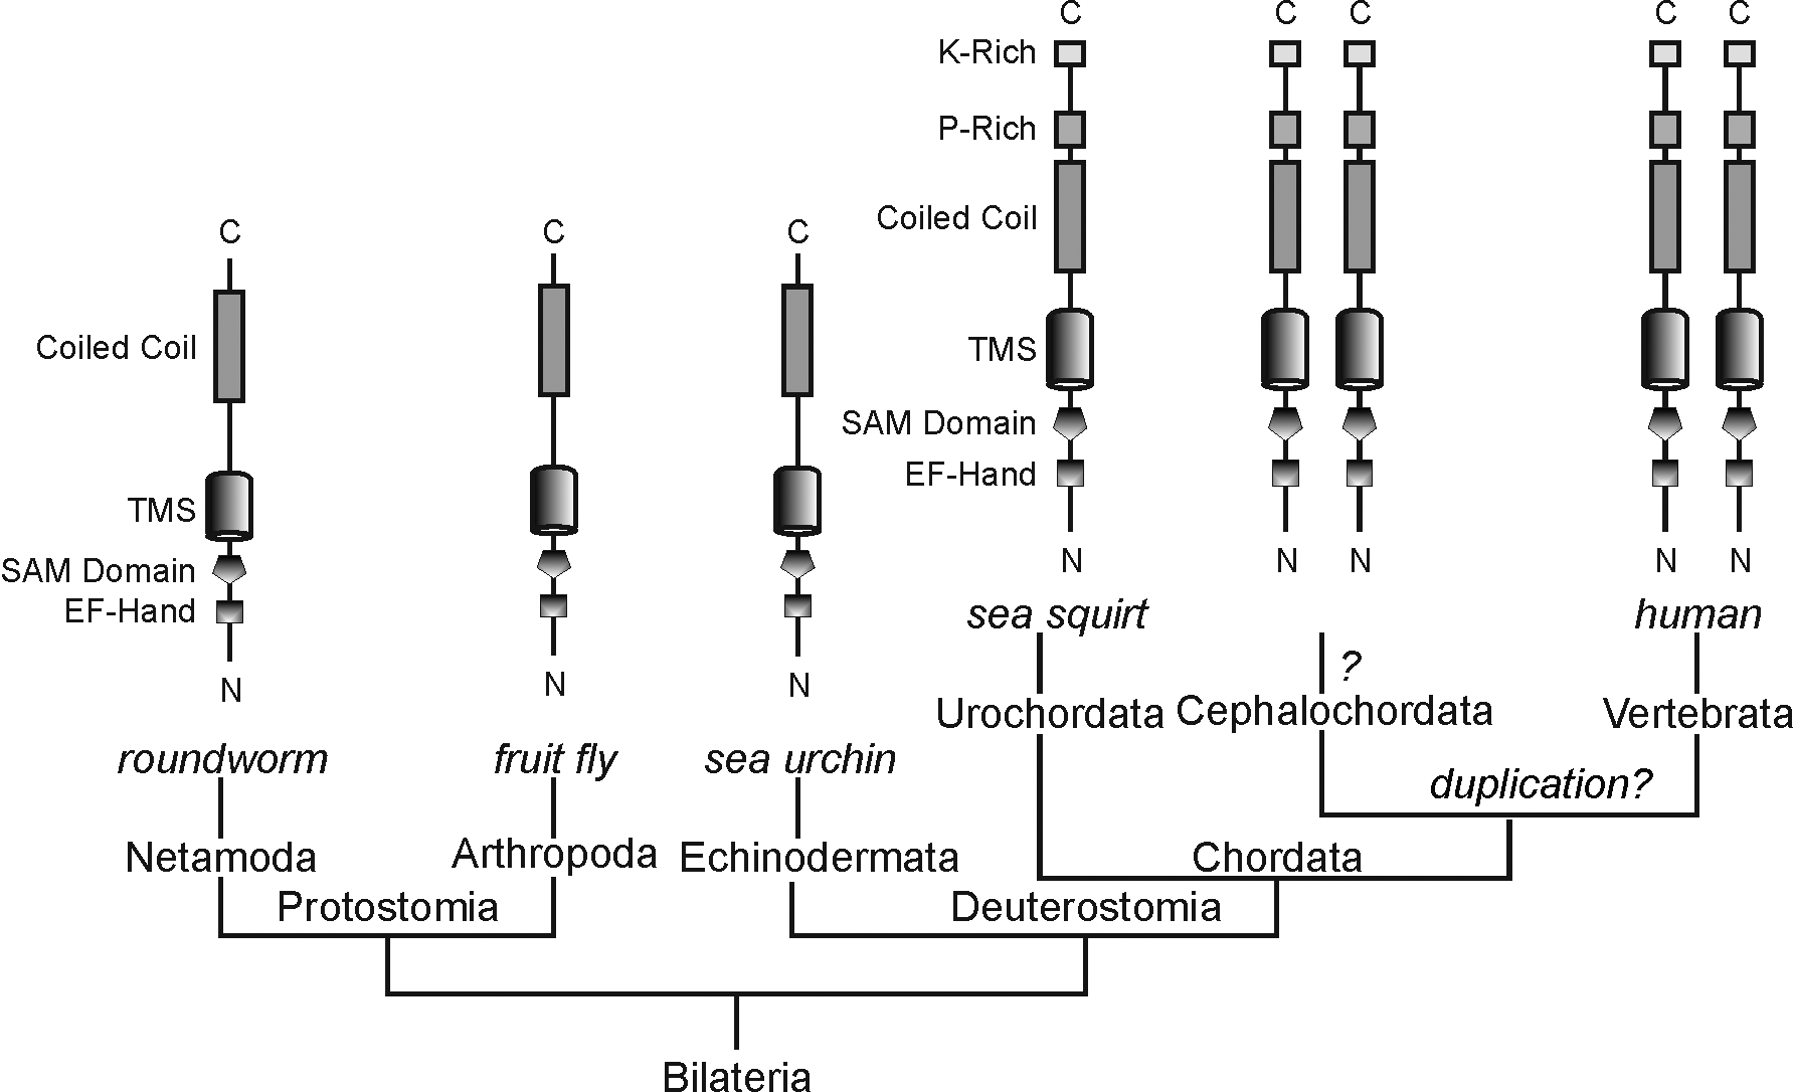 C C C C C
K-Rich
P-Rich
Coiled Coil
TMS
SAM Domain
EF-Hand
N N N N N
sea squirt human
C C C
Coiled Coil
TMS
SAM Domain
EF-Hand
N N N
?
Urochordata Cephalochordata Vertebrata
roundworm fruit fly sea urchin
duplication?
Netamoda Arthropoda Echinodermata Chordata
Protostomia Deuterostomia
Bilateria